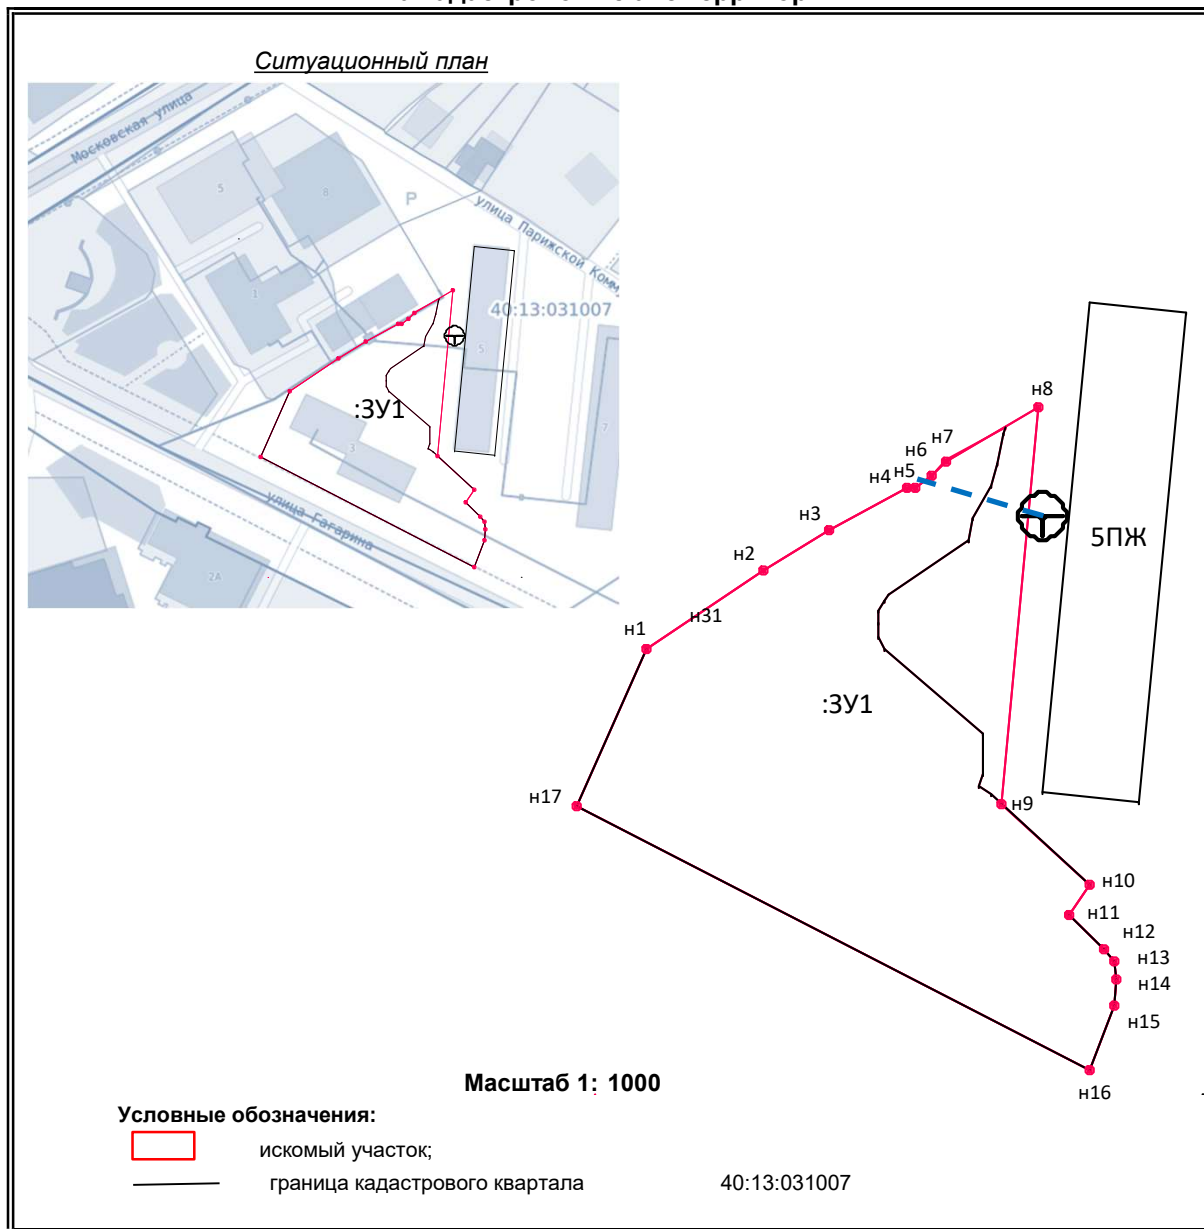 Ситуационный план
Московская улица
5
8
Р
улица Парижской Комму
1
40:13:031007
5
:ЗУ1
3
7
улица Гагарина
2А
н8
н7
н6
н5
н4
н3
5ПЖ
н2
н31
н1
:ЗУ1
н17
н9
н10
н11
н12
н13
н14
н15
н16
Масштаб 1: 1000
Условные обозначения:
искомый участок;
граница кадастрового квартала 40:13:031007